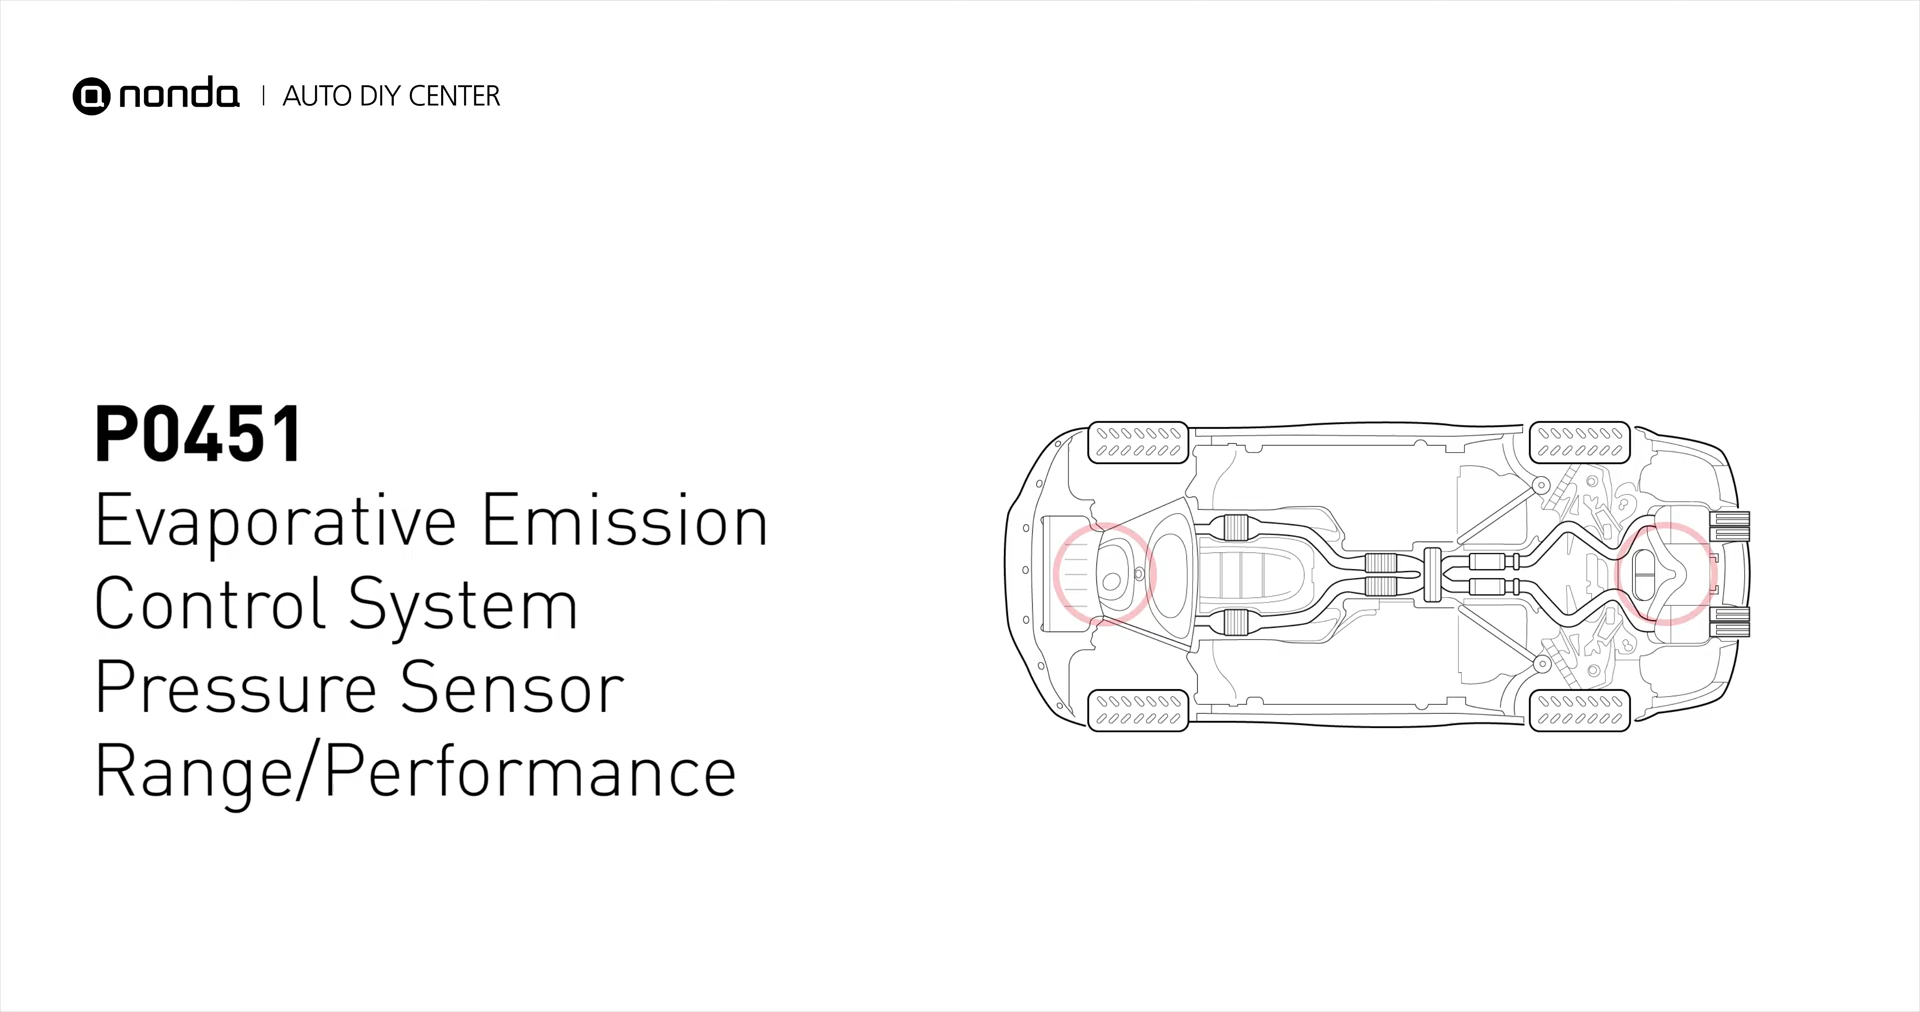 nonda | AUTO DIY CENTER
P0451
Evaporative Emission
Control System
Pressure Sensor
Range/Performance